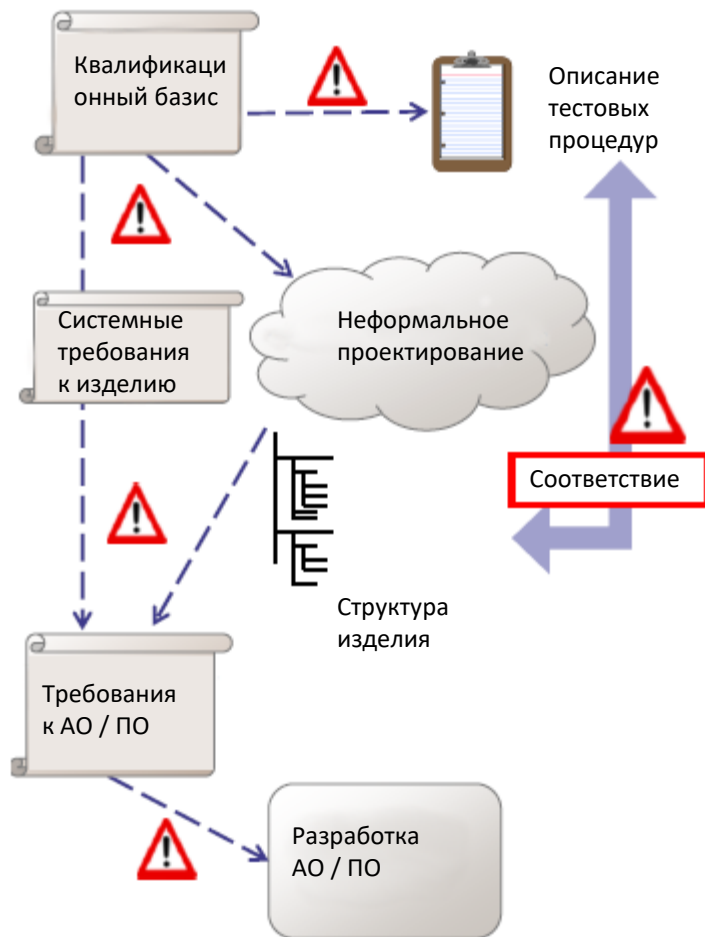 Квалификаци
онный базис
Описание
тестовых
процедур
Системные
требования
к изделию
Неформальное
проектирование
Соответствие
Структура
изделия
Требования
к АО / ПО
Разработка
АО / ПО